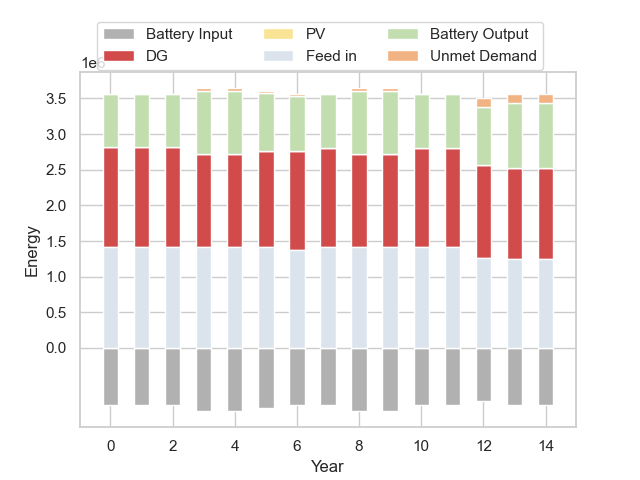 Battery Input PV Battery Output
DG Feed in Unmet Demand
1e6
3.5
3.0
2.5
2.0
1.5
1.0
0.5
0.0
Energy
0 2 4 6 8 10 12 14
Year